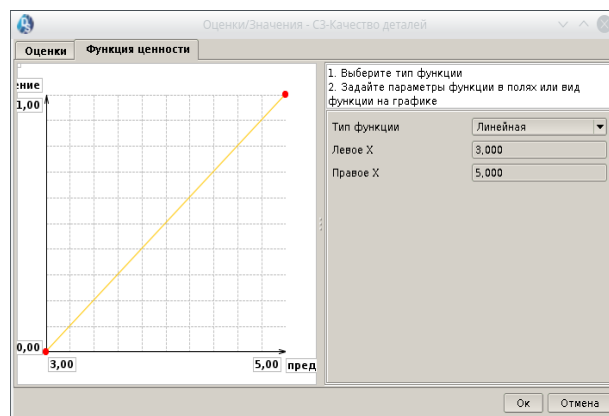 Оценки/Значения - С3-Качество деталей
Оценки
Функция ценности
ение
1,00
0,00
3,00
5,00
пред
1. Выберите тип функции
2. Задайте параметры функции в полях или вид
функции на графике
Тип функции
Линейная
Левое X
3,000
Правое X
5,000
Ок
Отмена